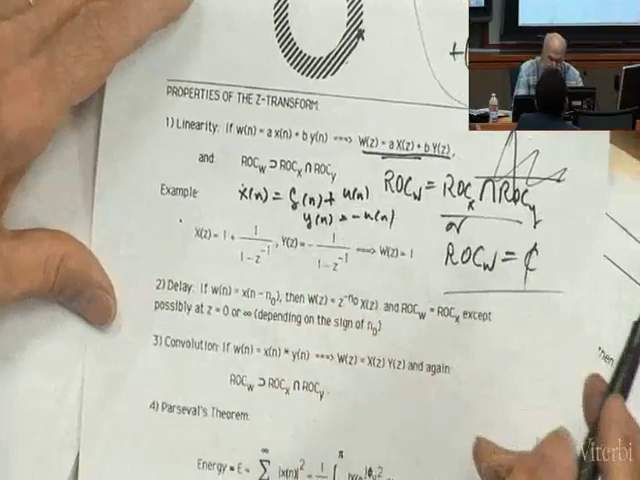 PROPERTIES OF THE Z-TRANSFORM
1) Linearity: If w(n) = a x(n) + b y(n) ===> W(z) = a X(z) + b Y(z),
and ROC_W ⊃ ROC_X ∩ ROC_Y
ROC_W = ROC_X ∩ ROC_Y
Example
x(n) = δ(n) + u(n)
y(n) = -u(n)
or
X(z) = 1 + 1/(1 - z^-1), Y(z) = - 1/(1 - z^-1) ===> W(z) = 1
ROC_W = ₵
2) Delay: If w(n) = x(n - n_0), then W(z) = z^-n_0 X(z) and ROC_W = ROC_X except
possibly at z = 0 or ∞ (depending on the sign of n_0)
3) Convolution: If w(n) = x(n) * y(n) ===> W(z) = X(z) Y(z) and again
ROC_W ⊃ ROC_X ∩ ROC_Y.
then,
4) Parseval's Theorem
Energy = E = ∑ |x(n)|^2 =
Viterbi